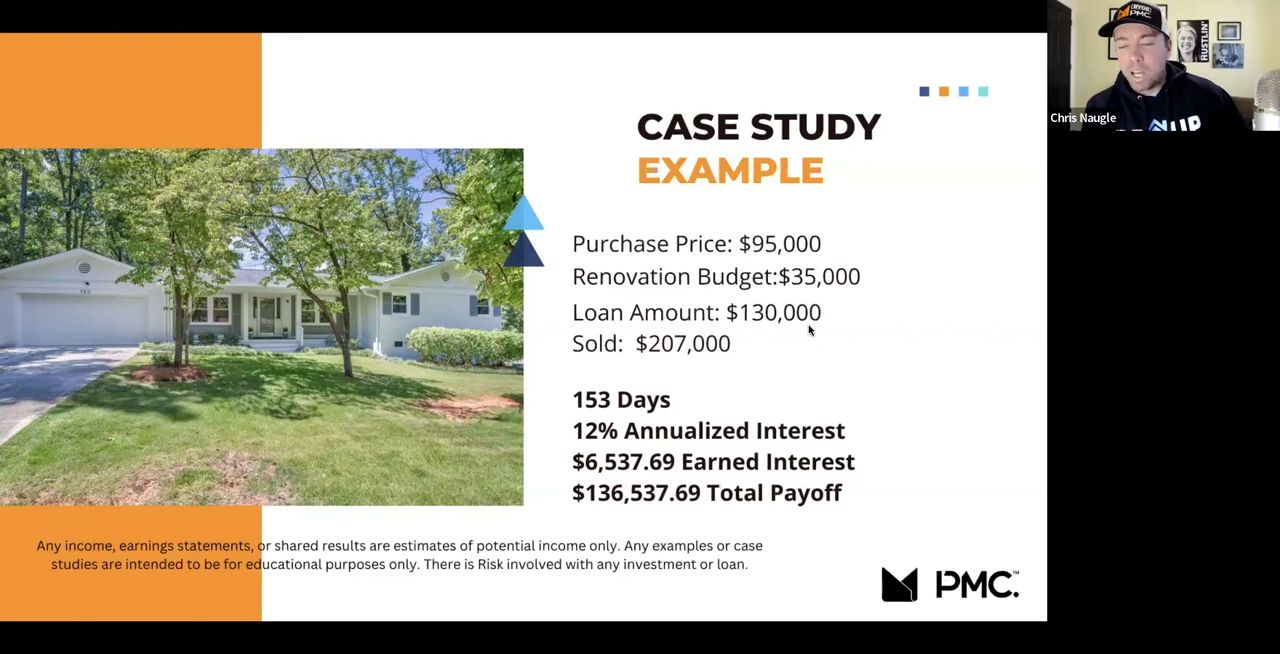 CASE STUDY
EXAMPLE
Purchase Price: $95,000
Renovation Budget:$35,000
Loan Amount: $130,000
Sold: $207,000
153 Days
12% Annualized Interest
$6,537.69 Earned Interest
$136,537.69 Total Payoff
Any income, earnings statements, or shared results are estimates of potential income only. Any examples or case
studies are intended to be for educational purposes only. There is Risk involved with any investment or loan.
PMC.™
PMC.
HUSTLIN'
Chris Naugle